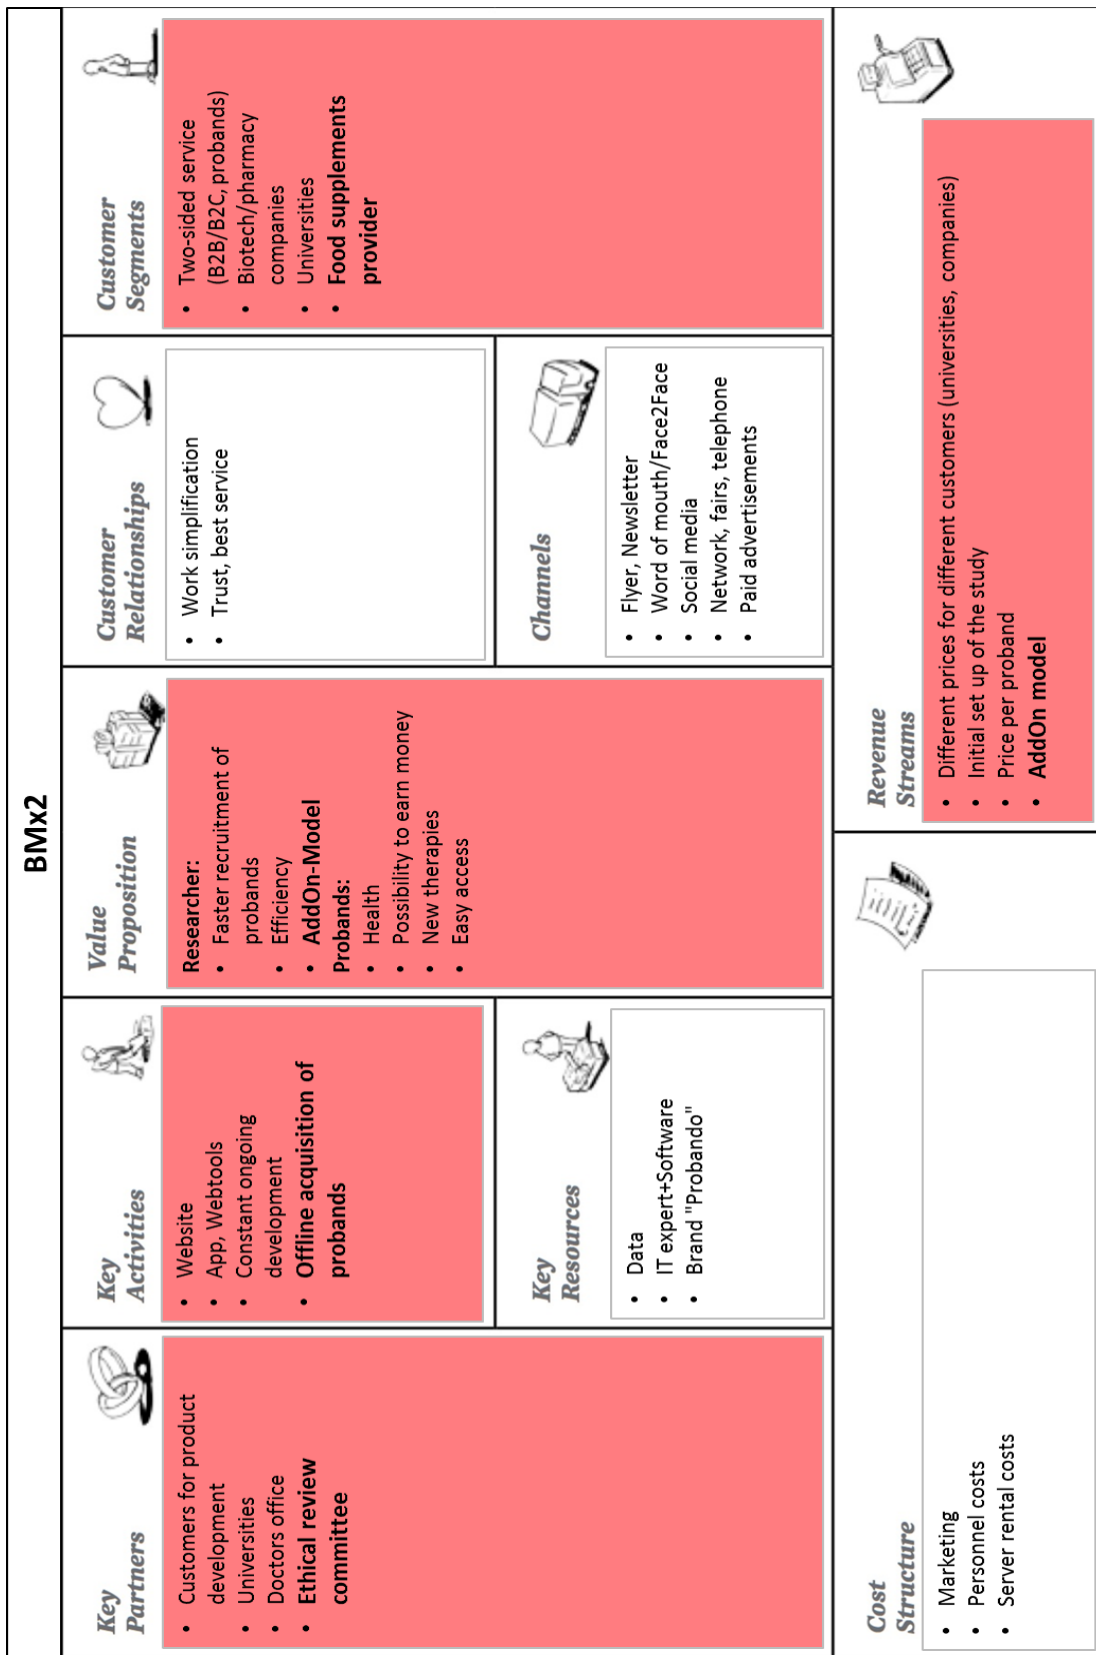 BMx2
Key
Partners
• Customers for product
development
• Universities
• Doctors office
• Ethical review
committee
Key
Activities
• Website
• App, Webtools
• Constant ongoing
development
• Offline acquisition of
probands
Key
Resources
• Data
• IT expert+Software
• Brand "Probando"
Value
Proposition
Researcher:
• Faster recruitment of
probands
• Efficiency
• AddOn-Model
Probands:
• Health
• Possibility to earn money
• New therapies
• Easy access
Customer
Relationships
• Work simplification
• Trust, best service
Channels
• Flyer, Newsletter
• Word of mouth/Face2Face
• Social media
• Network, fairs, telephone
• Paid advertisements
Customer
Segments
• Two-sided service
(B2B/B2C, probands)
• Biotech/pharmacy
companies
• Universities
• Food supplements
provider
Cost
Structure
• Marketing
• Personnel costs
• Server rental costs
Revenue
Streams
• Different prices for different customers (universities, companies)
• Initial set up of the study
• Price per proband
• AddOn model